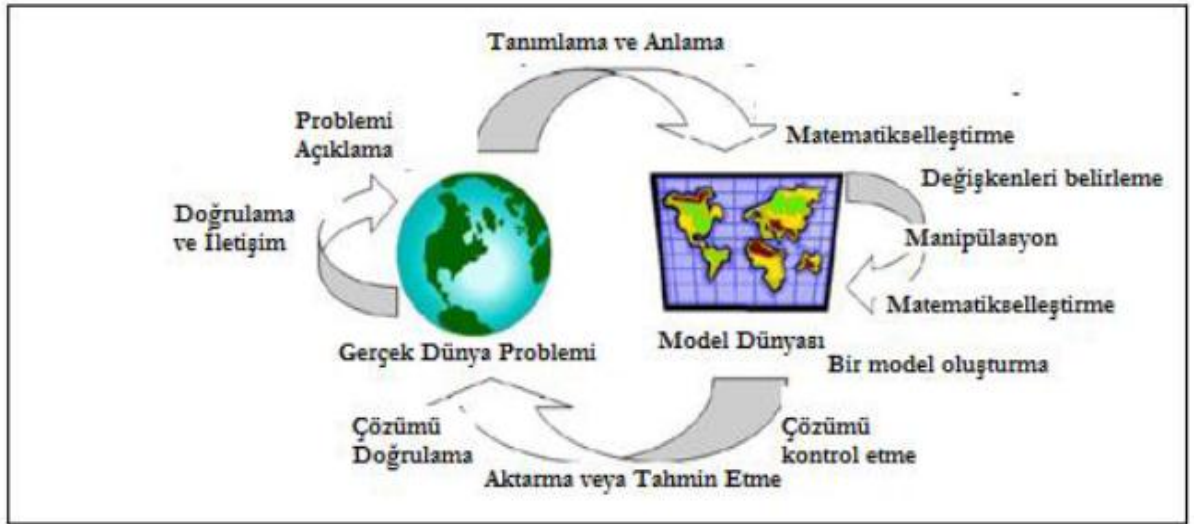 Tanımlama ve Anlama
Problemi
Açıklama
Matematikselleştirme
Değişkenleri belirleme
Doğrulama
ve İletişim
Manipülasyon
Matematikselleştirme
Gerçek Dünya Problemi
Model Dünyası
Bir model oluşturma
Çözümü
Doğrulama
Çözümü
kontrol etme
Aktarma veya Tahmin Etme